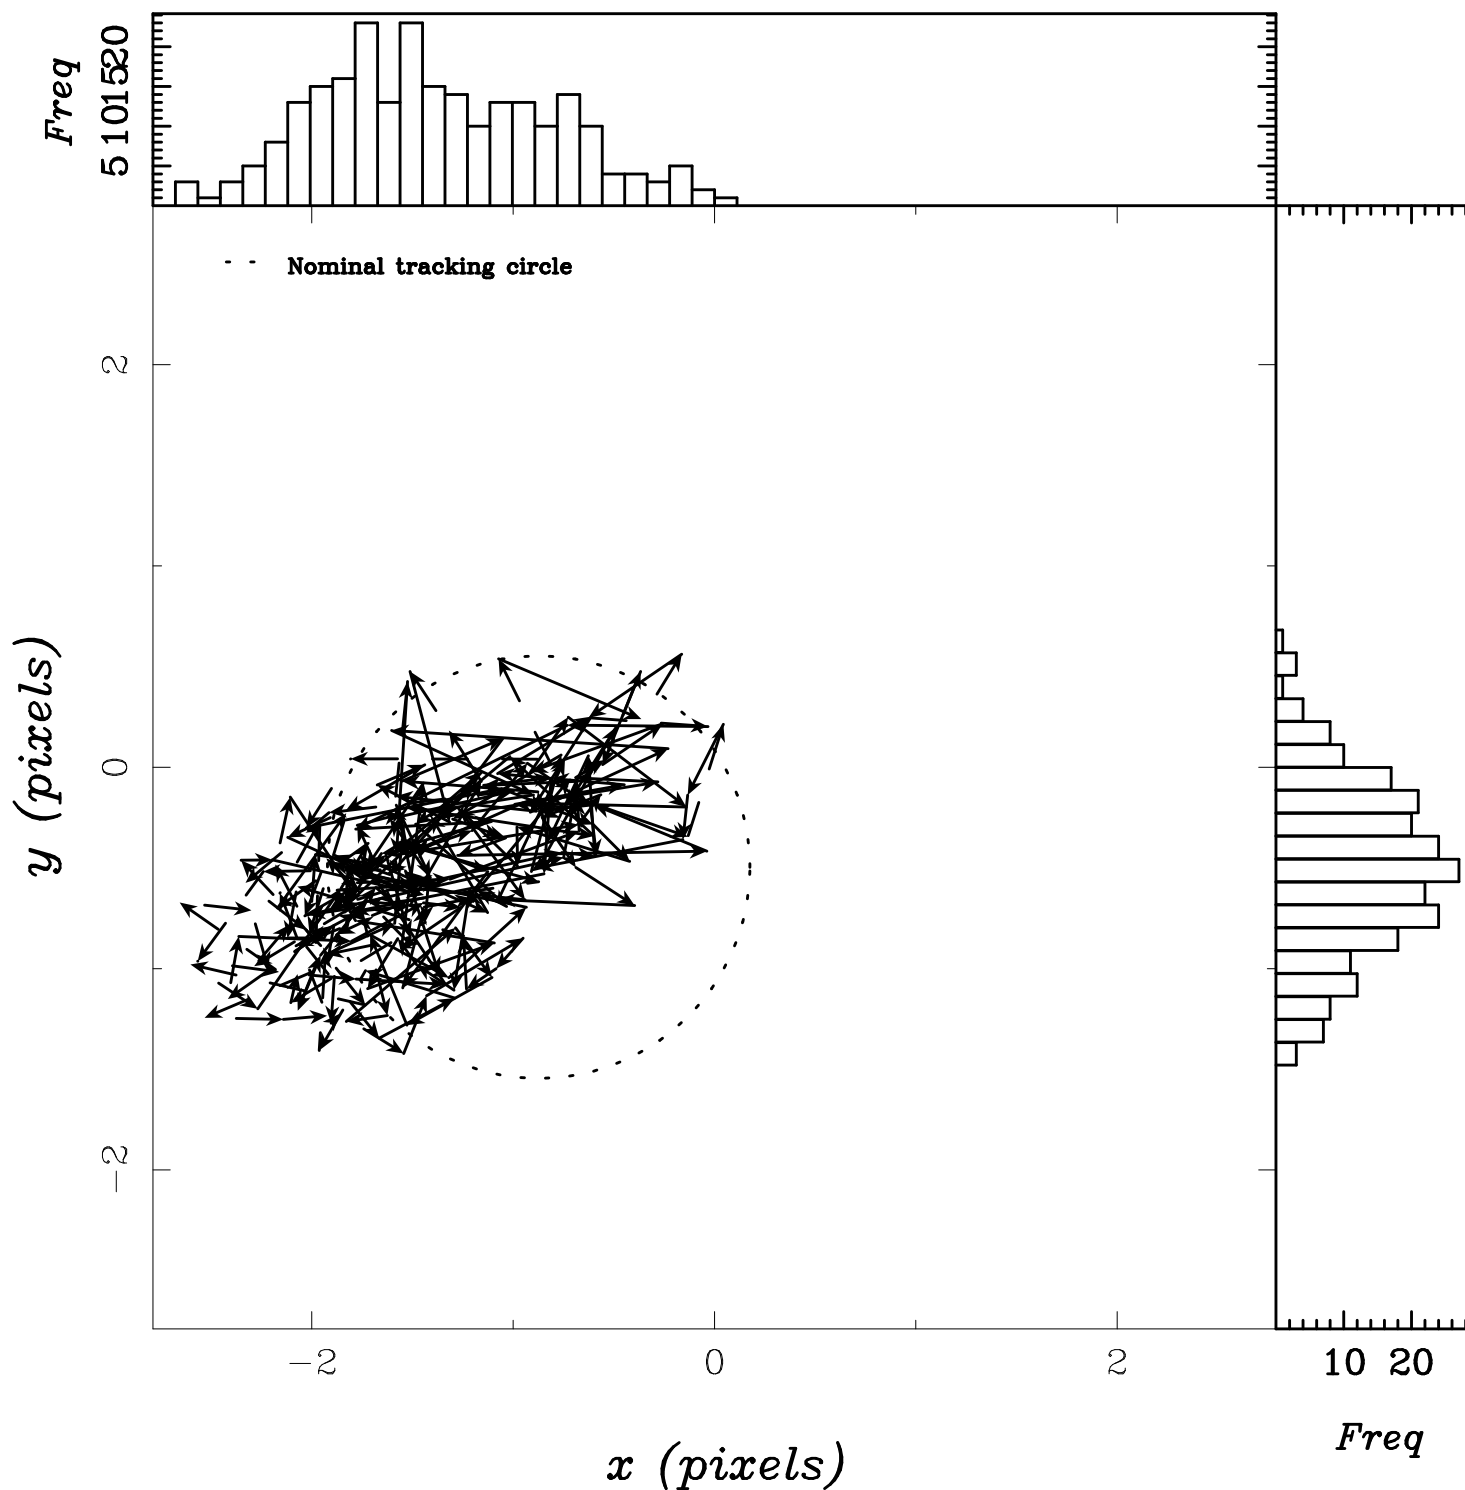 Freq
5 10 15 20
Nominal tracking circle
2
0
−2
y (pixels)
−2 0 2
10 20
x (pixels)
Freq